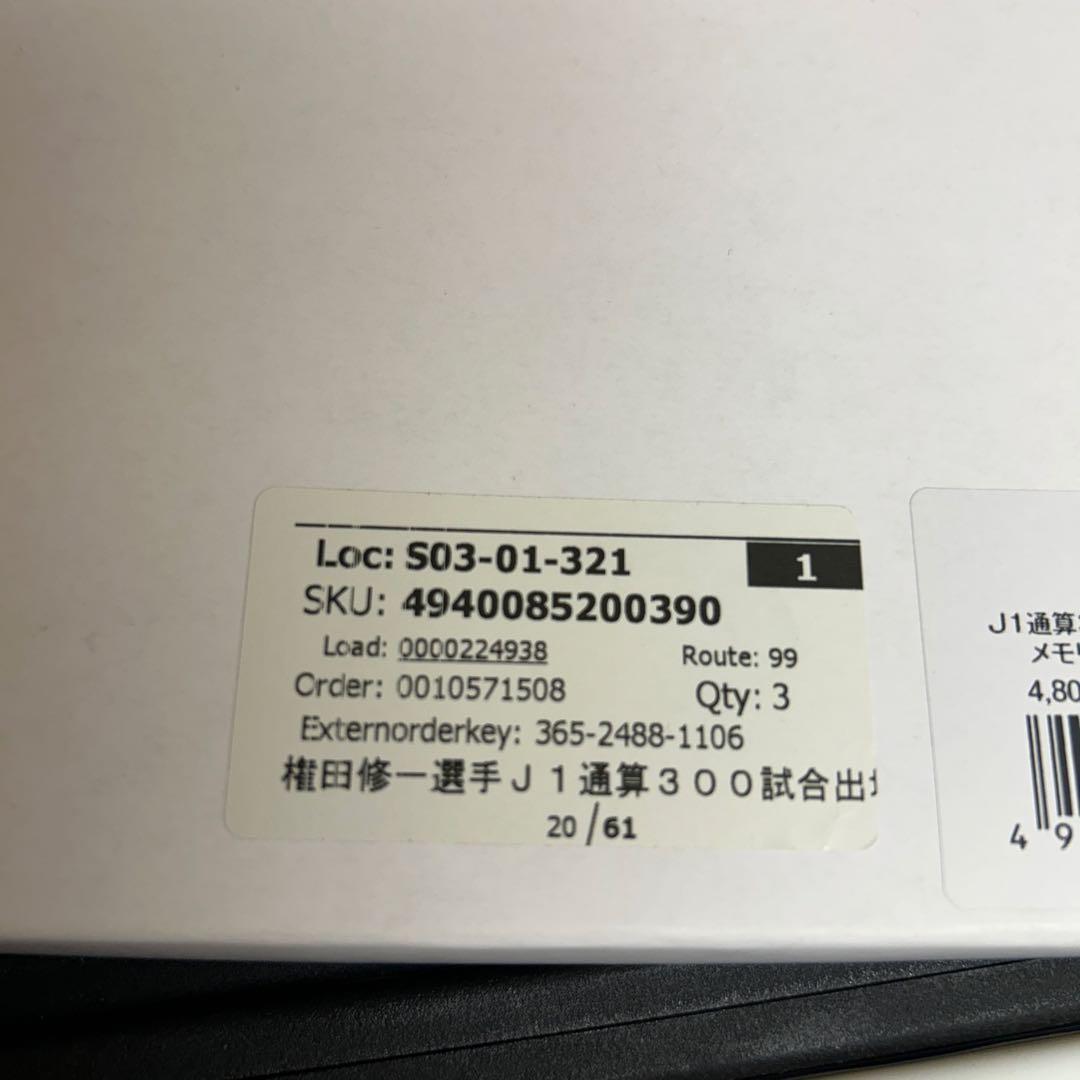 Loc: S03-01-321
1
SKU: 4940085200390
Load: 0000224938
Route: 99
Order: 0010571508
Qty: 3
Externorderkey: 365-2488-1106
権田修一選手J1通算300試合出
20/61
J1通算
メモ
4,80
4 9